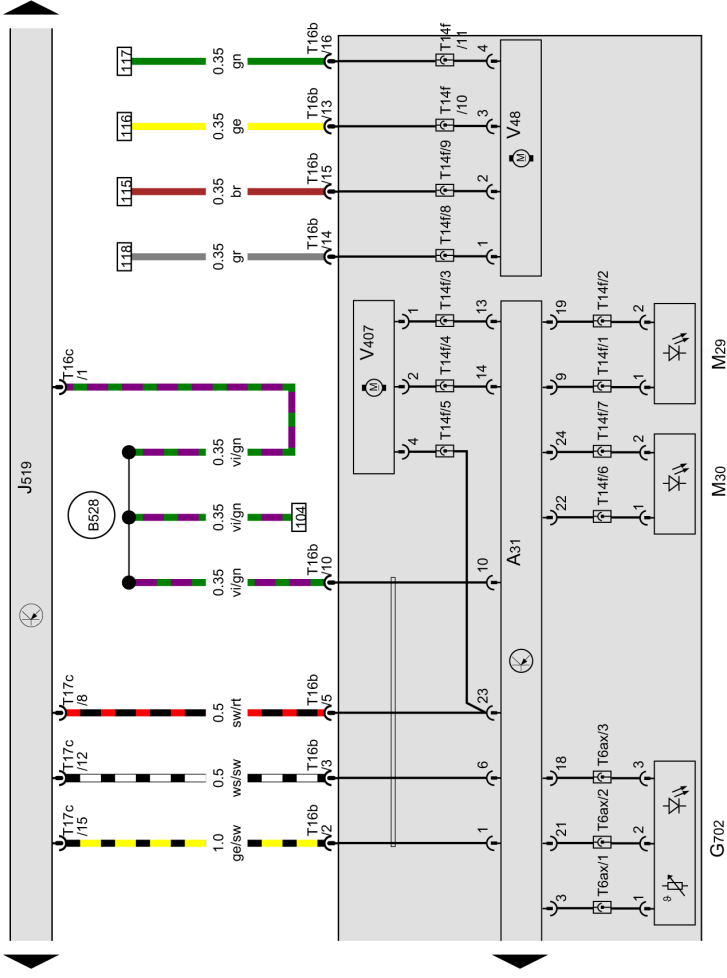 117
0.35
gn
T16b
/16
T14f
/11
4
116
0.35
ge
T16b
/13
T14f
/10
3
V48
M
115
0.35
br
T16b
/15
T14f/9
2
118
0.35
gr
T16b
/14
T14f/8
1
V407
M
1
T14f/3
13
19
T14f/2
2
T16c
/1
2
T14f/4
14
9
T14f/1
1
M29
J519
0.35
vi/gn
4
T14f/5
24
T14f/7
2
B528
0.35
vi/gn
104
22
T14f/6
1
M30
0.35
vi/gn
T16b
/10
10
A31
T17c
/8
0.5
sw/rt
T16b
/5
23
T17c
/12
0.5
ws/sw
T16b
/3
6
18
T6ax/3
3
T17c
/15
1.0
ge/sw
T16b
/2
1
21
T6ax/2
2
3
T6ax/1
1
ϑ
G702